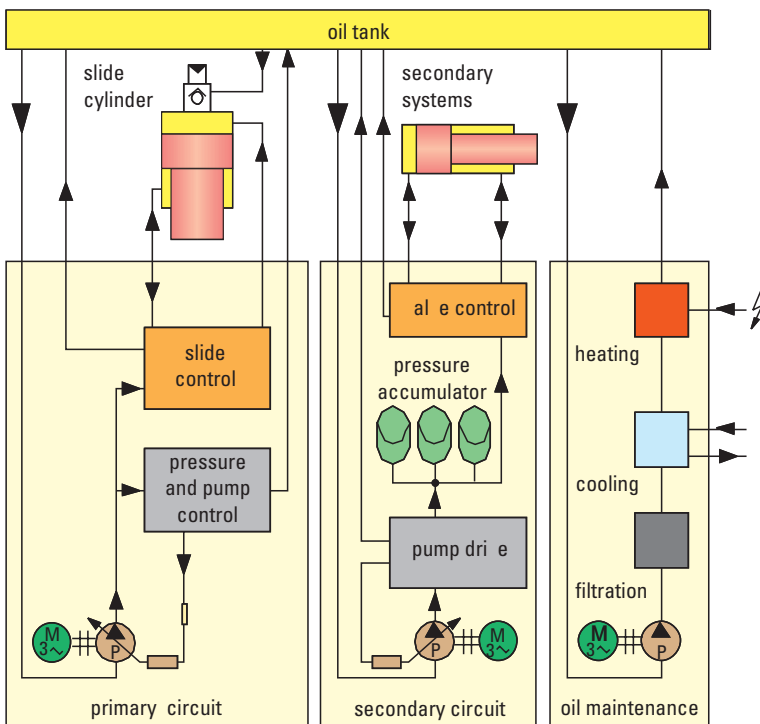 oil tank
slide
cylinder
secondary
systems
slide
control
al e control
pressure
accumulator
pressure
and pump
control
pump dri e
heating
cooling
filtration
M
3~
P
P
M
3~
M
3~
P
primary circuit
secondary circuit
oil maintenance